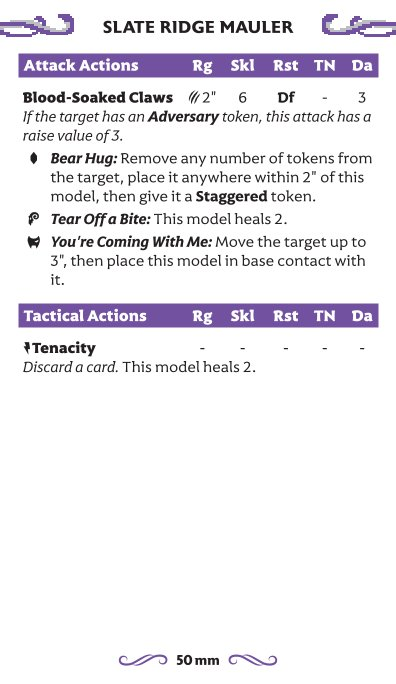 SLATE RIDGE MAULER
Attack Actions Rg Skl Rst TN Da
Blood-Soaked Claws 2" 6 Df - 3
If the target has an Adversary token, this attack has a
raise value of 3.
Bear Hug: Remove any number of tokens from
the target, place it anywhere within 2" of this
model, then give it a Staggered token.
Tear Off a Bite: This model heals 2.
You're Coming With Me: Move the target up to
3", then place this model in base contact with
it.
Tactical Actions Rg Skl Rst TN Da
Tenacity - - - - -
Discard a card. This model heals 2.
50 mm